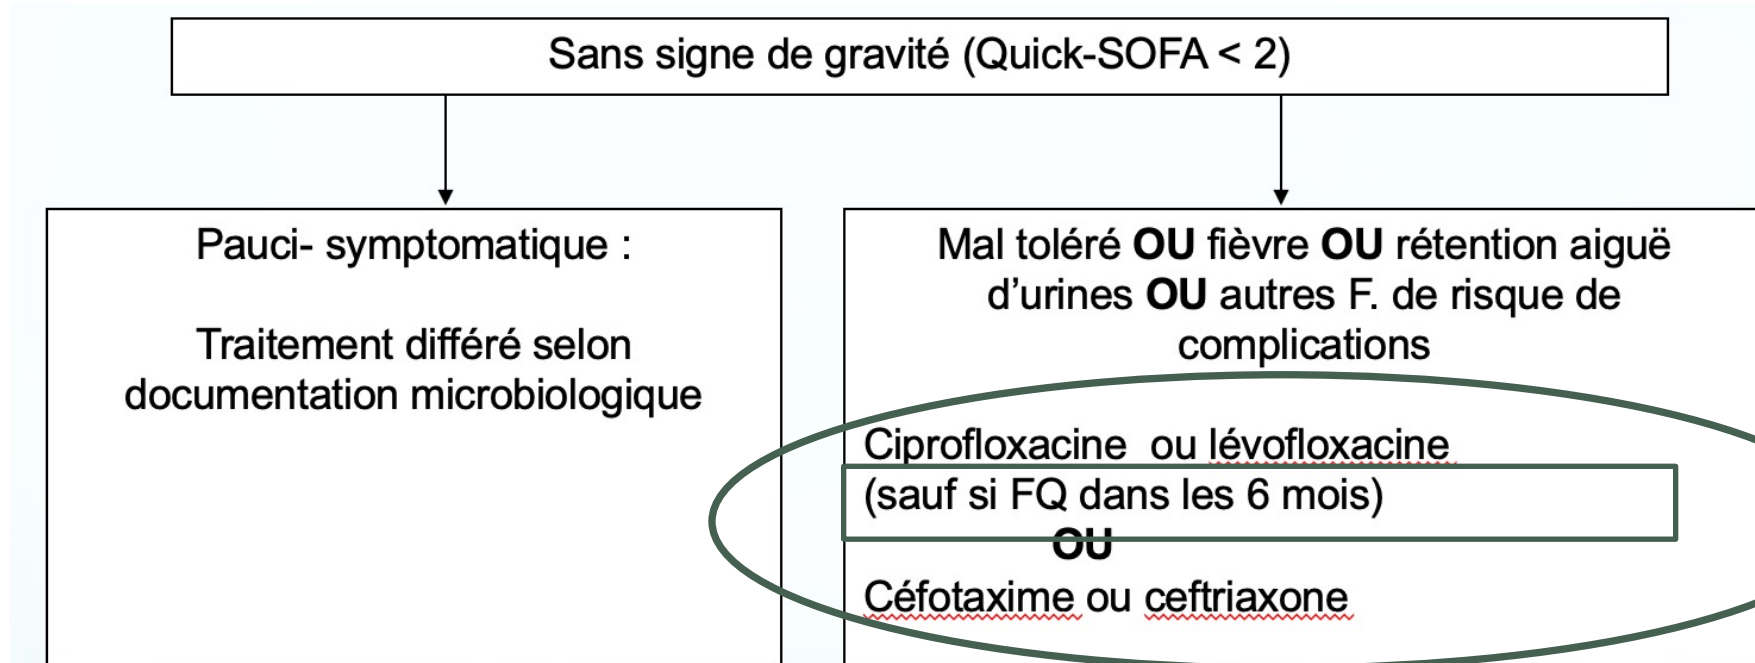 Sans signe de gravité (Quick-SOFA < 2)
Pauci- symptomatique :
Traitement différé selon
documentation microbiologique
Mal toléré OU fièvre OU rétention aiguë
d’urines OU autres F. de risque de
complications
Ciprofloxacine ou lévofloxacine
(sauf si FQ dans les 6 mois)
OU
Céfotaxime ou ceftriaxone